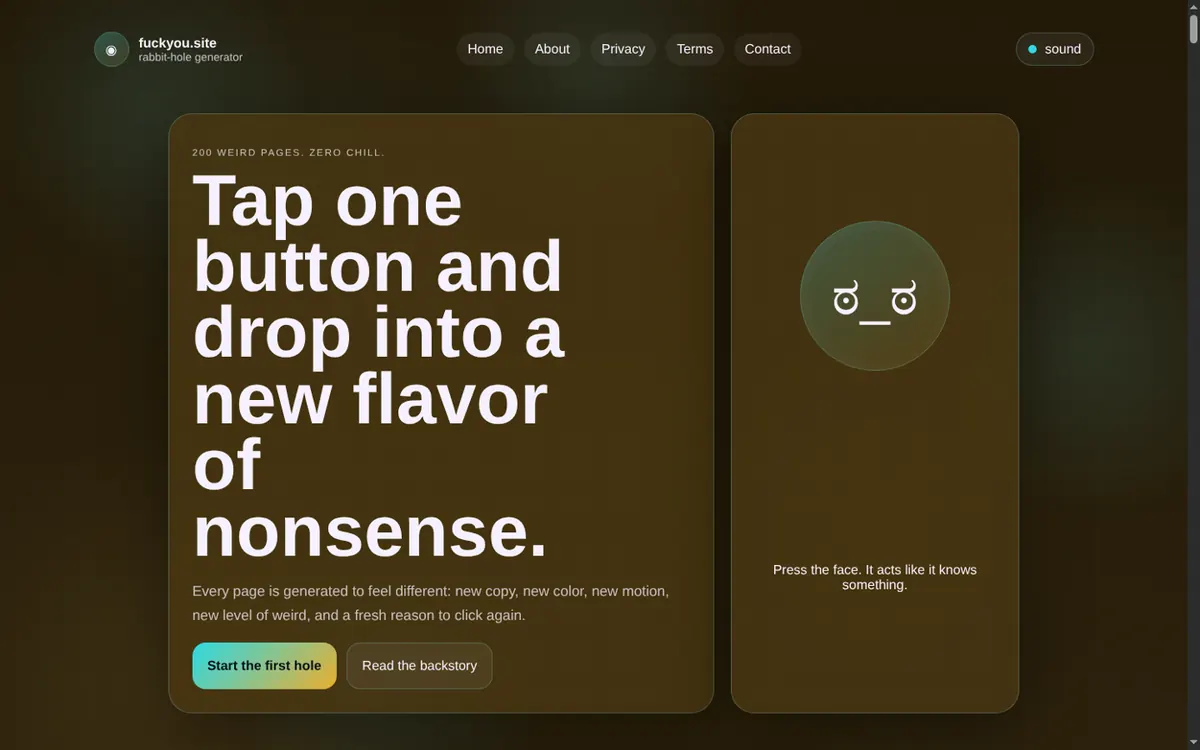 fuckyou.site
rabbit-hole generator
Home
About
Privacy
Terms
Contact
sound
200 WEIRD PAGES. ZERO CHILL.
Tap one
button and
drop into a
new flavor
of
nonsense.
Every page is generated to feel different: new copy, new color, new motion,
new level of weird, and a fresh reason to click again.
Start the first hole
Read the backstory
ಠ_ಠ
Press the face. It acts like it knows
something.